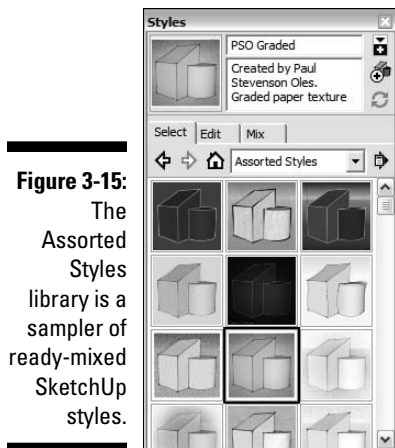 Styles
PSO Graded
Created by Paul
Stevenson Oles.
Graded paper texture
Select
Edit
Mix
Assorted Styles
Figure 3-15:
The
Assorted
Styles
library is a
sampler of
ready-mixed
SketchUp
styles.